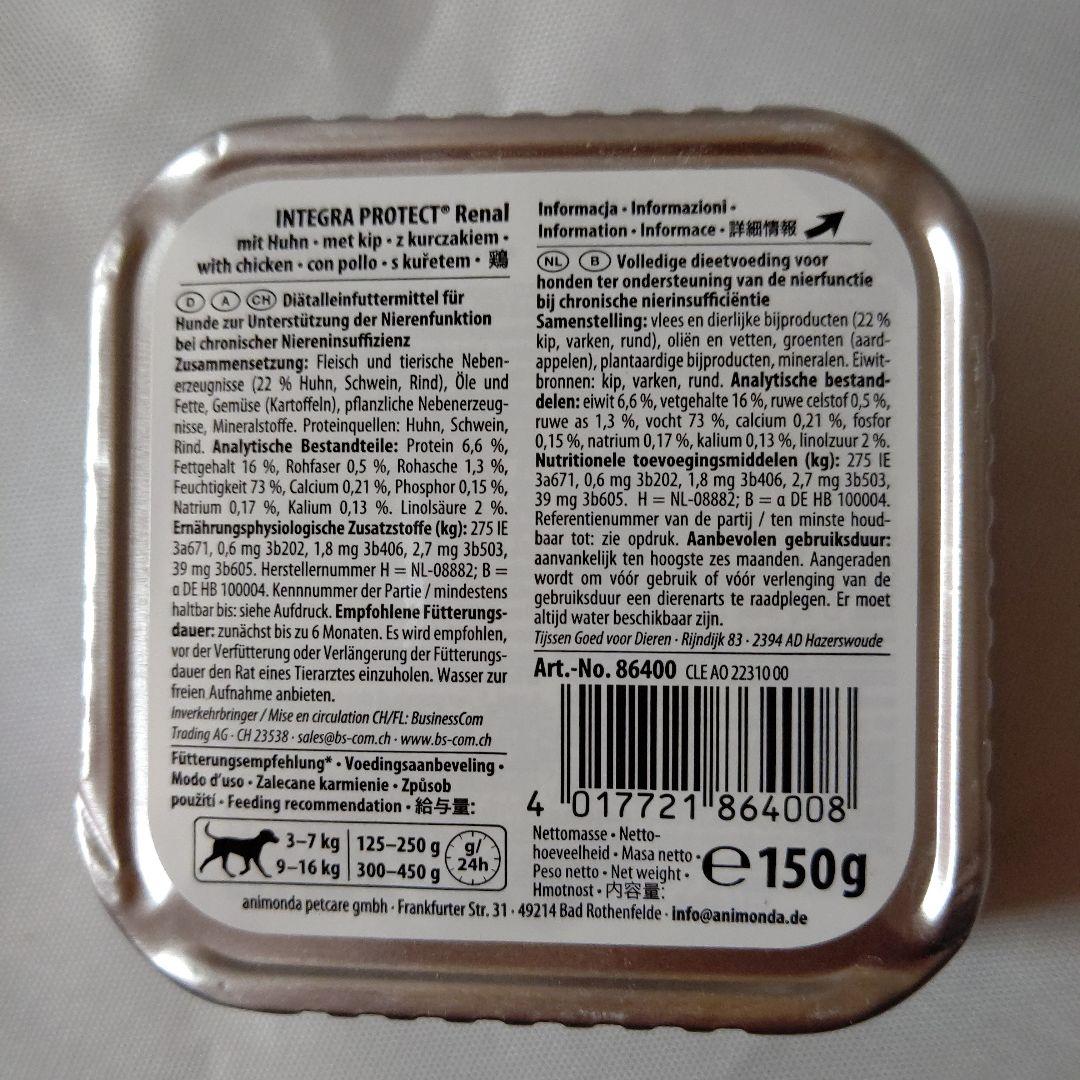 INTEGRA PROTECT® Renal
mit Huhn • met kip • z kurczakiem •
with chicken • con pollo • s kuřetem • 鶏
D A CH Diätalleinfuttermittel für
Hunde zur Unterstützung der Nierenfunktion
bei chronischer Niereninsuffizienz
Zusammensetzung: Fleisch und tierische Neben-
erzeugnisse (22 % Huhn, Schwein, Rind), Öle und
Fette, Gemüse (Kartoffeln), pflanzliche Nebenerzeug-
nisse, Mineralstoffe. Proteinquellen: Huhn, Schwein,
Rind. Analytische Bestandteile: Protein 6,6 %,
Fettgehalt 16 %, Rohfaser 0,5 %, Rohasche 1,3 %,
Feuchtigkeit 73 %, Calcium 0,21 %, Phosphor 0,15 %,
Natrium 0,17 %, Kalium 0,13 %. Linolsäure 2 %.
Ernährungsphysiologische Zusatzstoffe (kg): 275 IE
3a671, 0,6 mg 3b202, 1,8 mg 3b406, 2,7 mg 3b503,
39 mg 3b605. Herstellernummer H = NL-08882; B =
α DE HB 100004. Kennnummer der Partie / mindestens
haltbar bis: siehe Aufdruck. Empfohlene Fütterungs-
dauer: zunächst bis zu 6 Monaten. Es wird empfohlen,
vor der Verfütterung oder Verlängerung der Fütterungs-
dauer den Rat eines Tierarztes einzuholen. Wasser zur
freien Aufnahme anbieten.
Inverkehrbringer / Mise en circulation CH/FL: BusinessCom
Trading AG · CH 23538 · sales@bs-com.ch · www.bs-com.ch
Fütterungsempfehlung* • Voedingsaanbeveling •
Modo d'uso • Zalecane karmienie • Způsob
použití • Feeding recommendation • 給与量:
3–7 kg 125–250 g
9–16 kg 300–450 g
g/
24h
Informacja • Informazioni •
Information • Informace • 詳細情報
NL B Volledige dieetvoeding voor
honden ter ondersteuning van de nierfunctie
bij chronische nierinsufficiëntie
Samenstelling: vlees en dierlijke bijproducten (22 %
kip, varken, rund), oliën en vetten, groenten (aard-
appelen), plantaardige bijproducten, mineralen. Eiwit-
bronnen: kip, varken, rund. Analytische bestand-
delen: eiwit 6,6 %, vetgehalte 16 %, ruwe celstof 0,5 %,
ruwe as 1,3 %, vocht 73 %, calcium 0,21 %, fosfor
0,15 %, natrium 0,17 %, kalium 0,13 %, linolzuur 2 %.
Nutritionele toevoegingsmiddelen (kg): 275 IE
3a671, 0,6 mg 3b202, 1,8 mg 3b406, 2,7 mg 3b503,
39 mg 3b605. H = NL-08882; B = α DE HB 100004.
Referentienummer van de partij / ten minste houd-
baar tot: zie opdruk. Aanbevolen gebruiksduur:
aanvankelijk ten hoogste zes maanden. Aangeraden
wordt om vóór gebruik of vóór verlenging van de
gebruiksduur een dierenarts te raadplegen. Er moet
altijd water beschikbaar zijn.
Tijssen Goed voor Dieren · Rijndijk 83 · 2394 AD Hazerswoude
Art.-No. 86400 CLE AO 22310 00
4 017721 864008
Nettomasse • Netto-
hoeveelheid • Masa netto •
Peso netto • Net weight •
Hmotnost • 内容量:
℮ 150g
animonda petcare gmbh · Frankfurter Str. 31 · 49214 Bad Rothenfelde · info@animonda.de